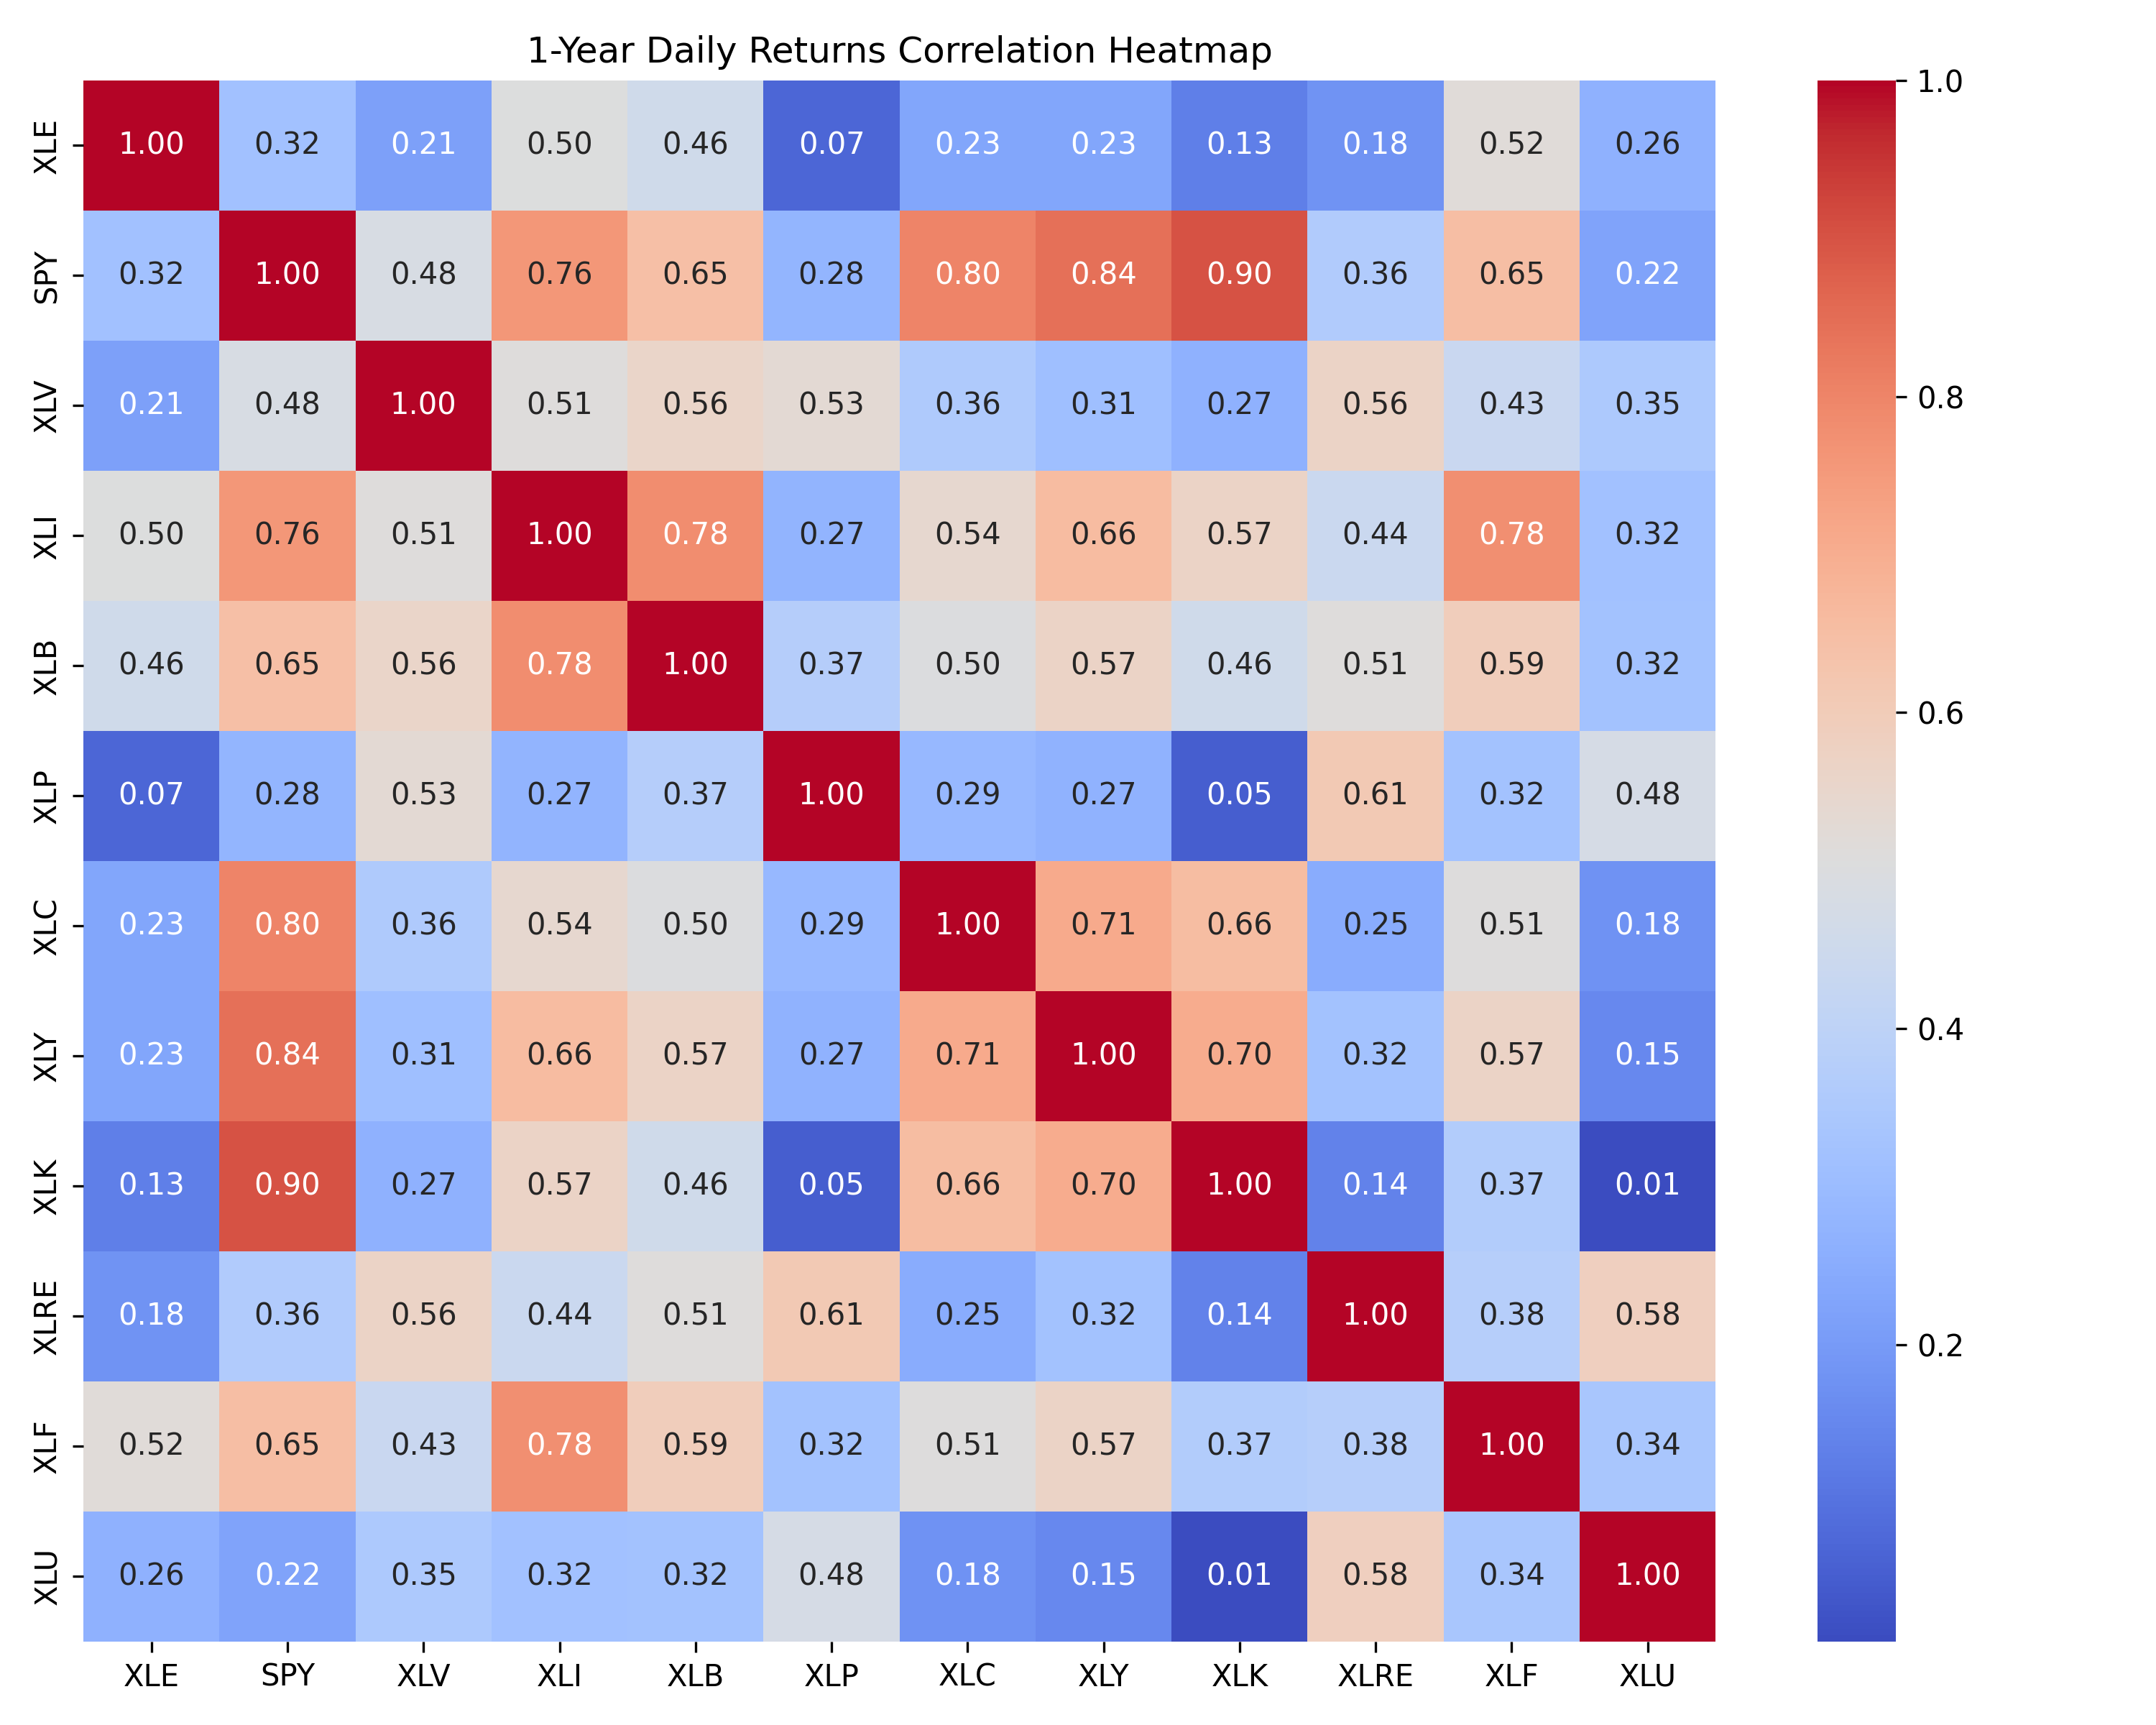 1-Year Daily Returns Correlation Heatmap
XLE 1.00 0.32 0.21 0.50 0.46 0.07 0.23 0.23 0.13 0.18 0.52 0.26
SPY 0.32 1.00 0.48 0.76 0.65 0.28 0.80 0.84 0.90 0.36 0.65 0.22
XLV 0.21 0.48 1.00 0.51 0.56 0.53 0.36 0.31 0.27 0.56 0.43 0.35
XLI 0.50 0.76 0.51 1.00 0.78 0.27 0.54 0.66 0.57 0.44 0.78 0.32
XLB 0.46 0.65 0.56 0.78 1.00 0.37 0.50 0.57 0.46 0.51 0.59 0.32
XLP 0.07 0.28 0.53 0.27 0.37 1.00 0.29 0.27 0.05 0.61 0.32 0.48
XLC 0.23 0.80 0.36 0.54 0.50 0.29 1.00 0.71 0.66 0.25 0.51 0.18
XLY 0.23 0.84 0.31 0.66 0.57 0.27 0.71 1.00 0.70 0.32 0.57 0.15
XLK 0.13 0.90 0.27 0.57 0.46 0.05 0.66 0.70 1.00 0.14 0.37 0.01
XLRE 0.18 0.36 0.56 0.44 0.51 0.61 0.25 0.32 0.14 1.00 0.38 0.58
XLF 0.52 0.65 0.43 0.78 0.59 0.32 0.51 0.57 0.37 0.38 1.00 0.34
XLU 0.26 0.22 0.35 0.32 0.32 0.48 0.18 0.15 0.01 0.58 0.34 1.00
XLE SPY XLV XLI XLB XLP XLC XLY XLK XLRE XLF XLU
1.0
0.8
0.6
0.4
0.2